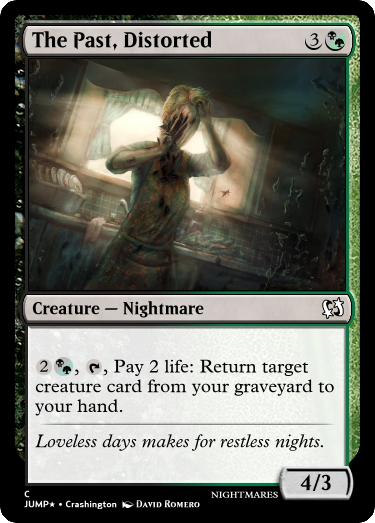 The Past, Distorted 3
Creature — Nightmare
2 , , Pay 2 life: Return target
creature card from your graveyard to
your hand.
Loveless days makes for restless nights.
4/3
C
JUMP★ • Crashington DAVID ROMERO
NIGHTMARES